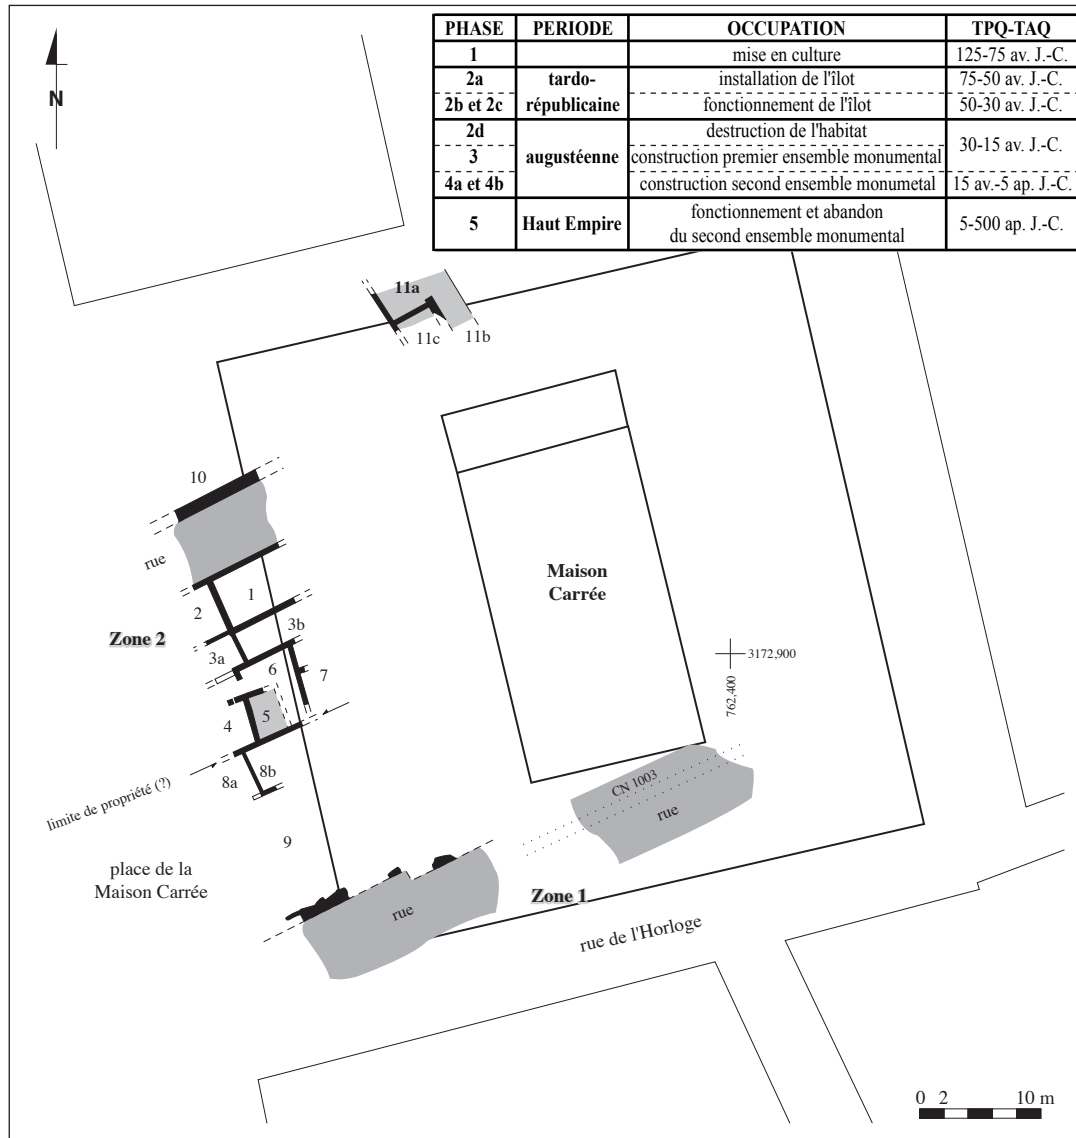 PHASE PERIODE OCCUPATION TPQ-TAQ
1 mise en culture 125-75 av. J.-C.
2a tardo- installation de l'îlot 75-50 av. J.-C.
2b et 2c républicaine fonctionnement de l'îlot 50-30 av. J.-C.
2d destruction de l'habitat
30-15 av. J.-C.
3 augustéenne construction premier ensemble monumental
4a et 4b construction second ensemble monumetal 15 av.-5 ap. J.-C.
5 Haut Empire fonctionnement et abandon
du second ensemble monumental 5-500 ap. J.-C.
N
11a
11c 11b
10
rue
1
2
Zone 2
3b
3a
6
7
5
4
8b
8a
limite de propriété (?)
9
place de la
Maison Carrée
Maison
Carrée
3172,900
762,400
CN 1003
rue
rue
Zone 1
rue de l'Horloge
0 2 10 m